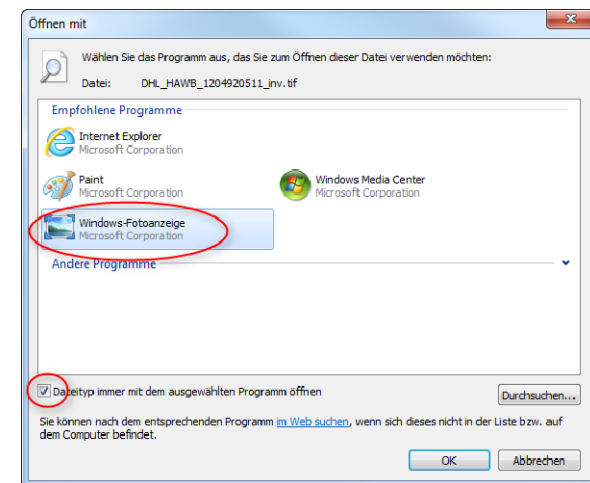 Öffnen mit
Wählen Sie das Programm aus, das Sie zum Öffnen dieser Datei verwenden möchten:
Datei: DHL_HAWB_1204920511_inv.tif
Empfohlene Programme
Internet Explorer
Microsoft Corporation
Paint
Microsoft Corporation
Windows Media Center
Microsoft Corporation
Windows-Fotoanzeige
Microsoft Corporation
Andere Programme
Dateityp immer mit dem ausgewählten Programm öffnen
Durchsuchen...
Sie können nach dem entsprechenden Programm im Web suchen, wenn sich dieses nicht in der Liste bzw. auf
dem Computer befindet.
OK Abbrechen